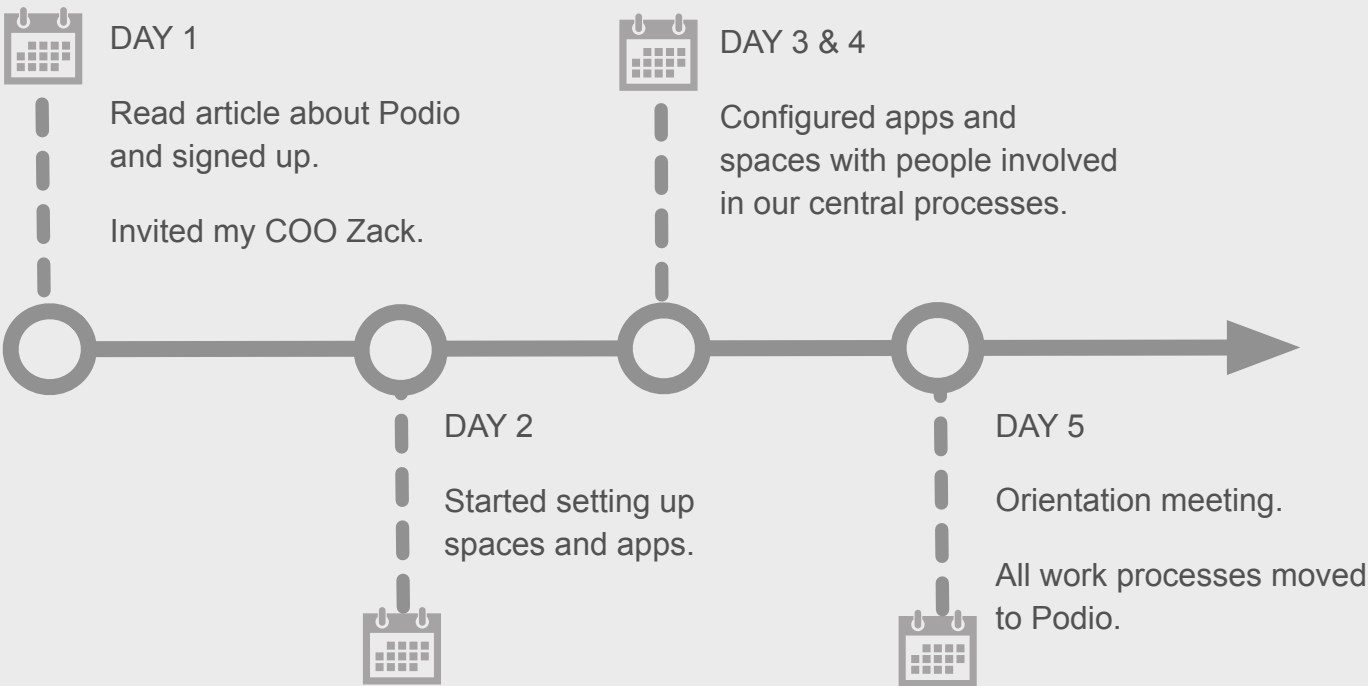 DAY 1
Read article about Podio
and signed up.
Invited my COO Zack.
DAY 2
Started setting up
spaces and apps.
DAY 3 & 4
Configured apps and
spaces with people involved
in our central processes.
DAY 5
Orientation meeting.
All work processes moved
to Podio.